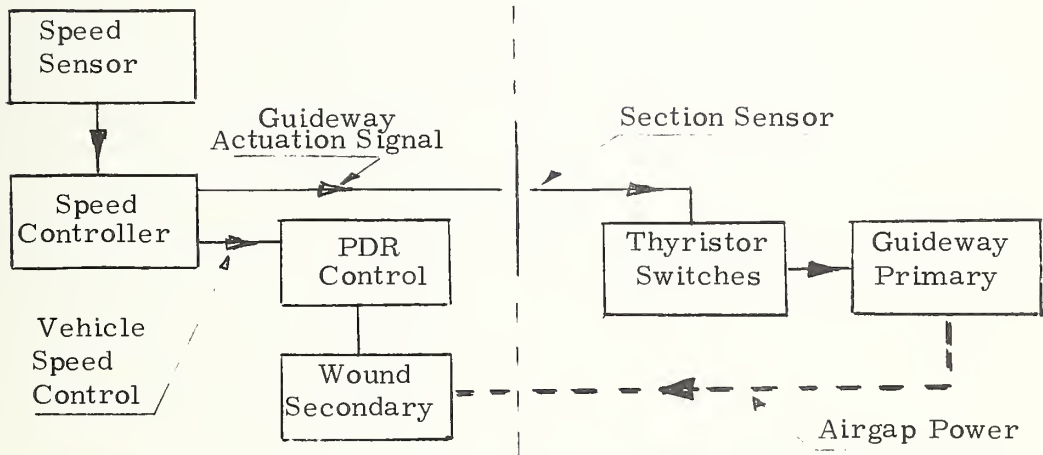 Speed
Sensor
Guideway
Actuation Signal
Section Sensor
Speed
Controller
PDR
Control
Thyristor
Switches
Guideway
Primary
Vehicle
Speed
Control
Wound
Secondary
Airgap Power